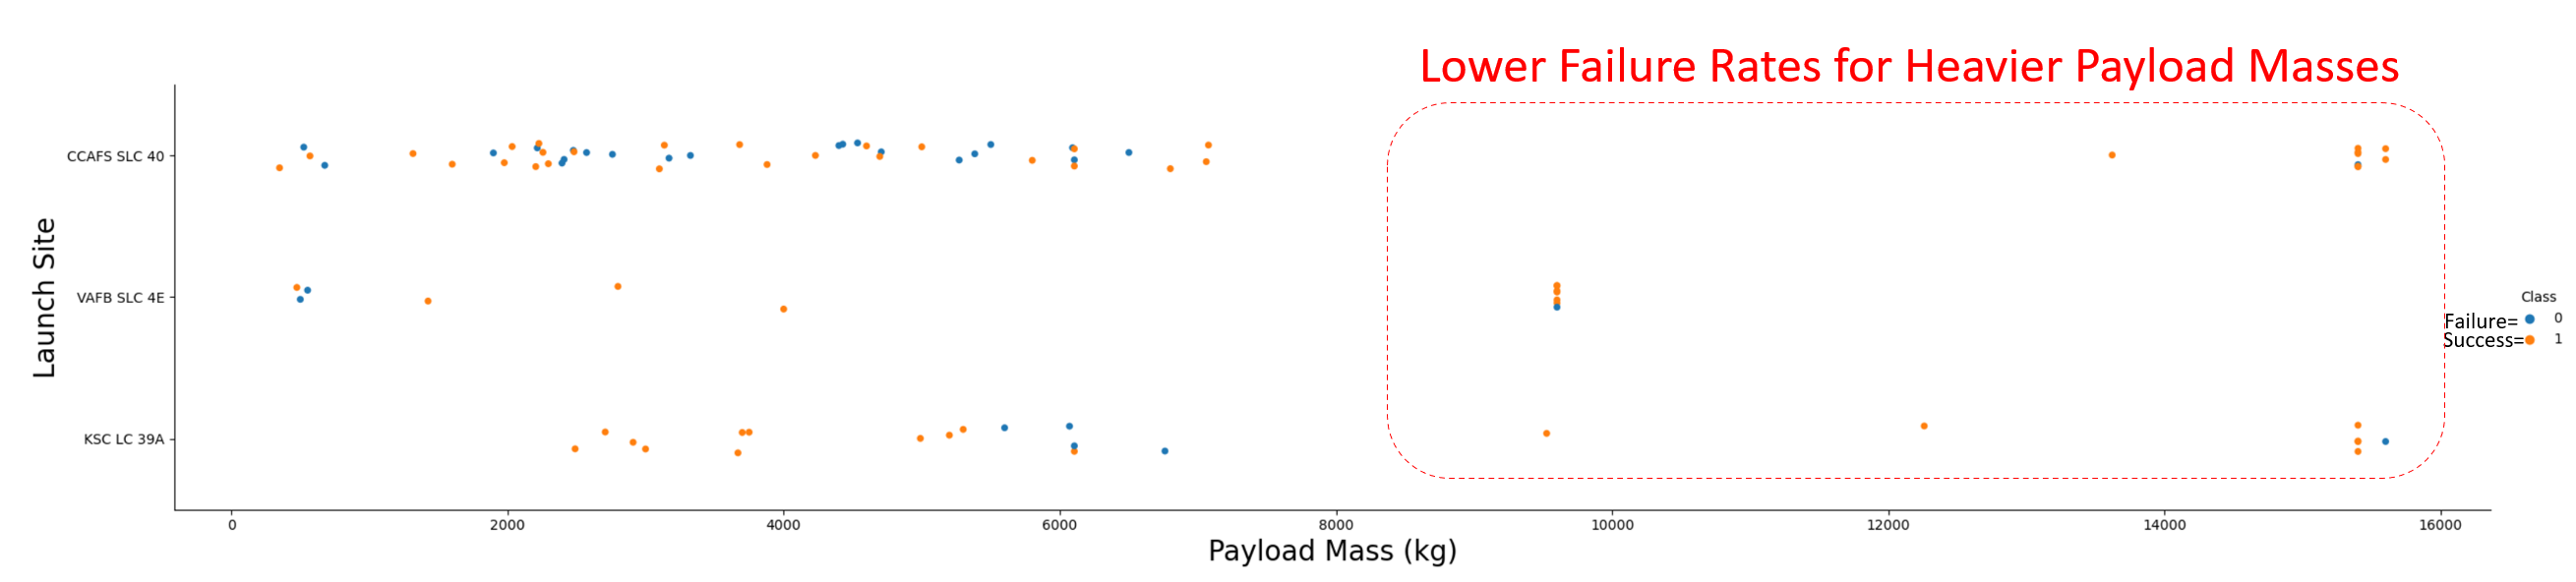 Lower Failure Rates for Heavier Payload Masses
Launch Site
CCAFS SLC 40
VAFB SLC 4E
KSC LC 39A
Class
Failure= 0
Success= 1
0 2000 4000 6000 8000 10000 12000 14000 16000
Payload Mass (kg)